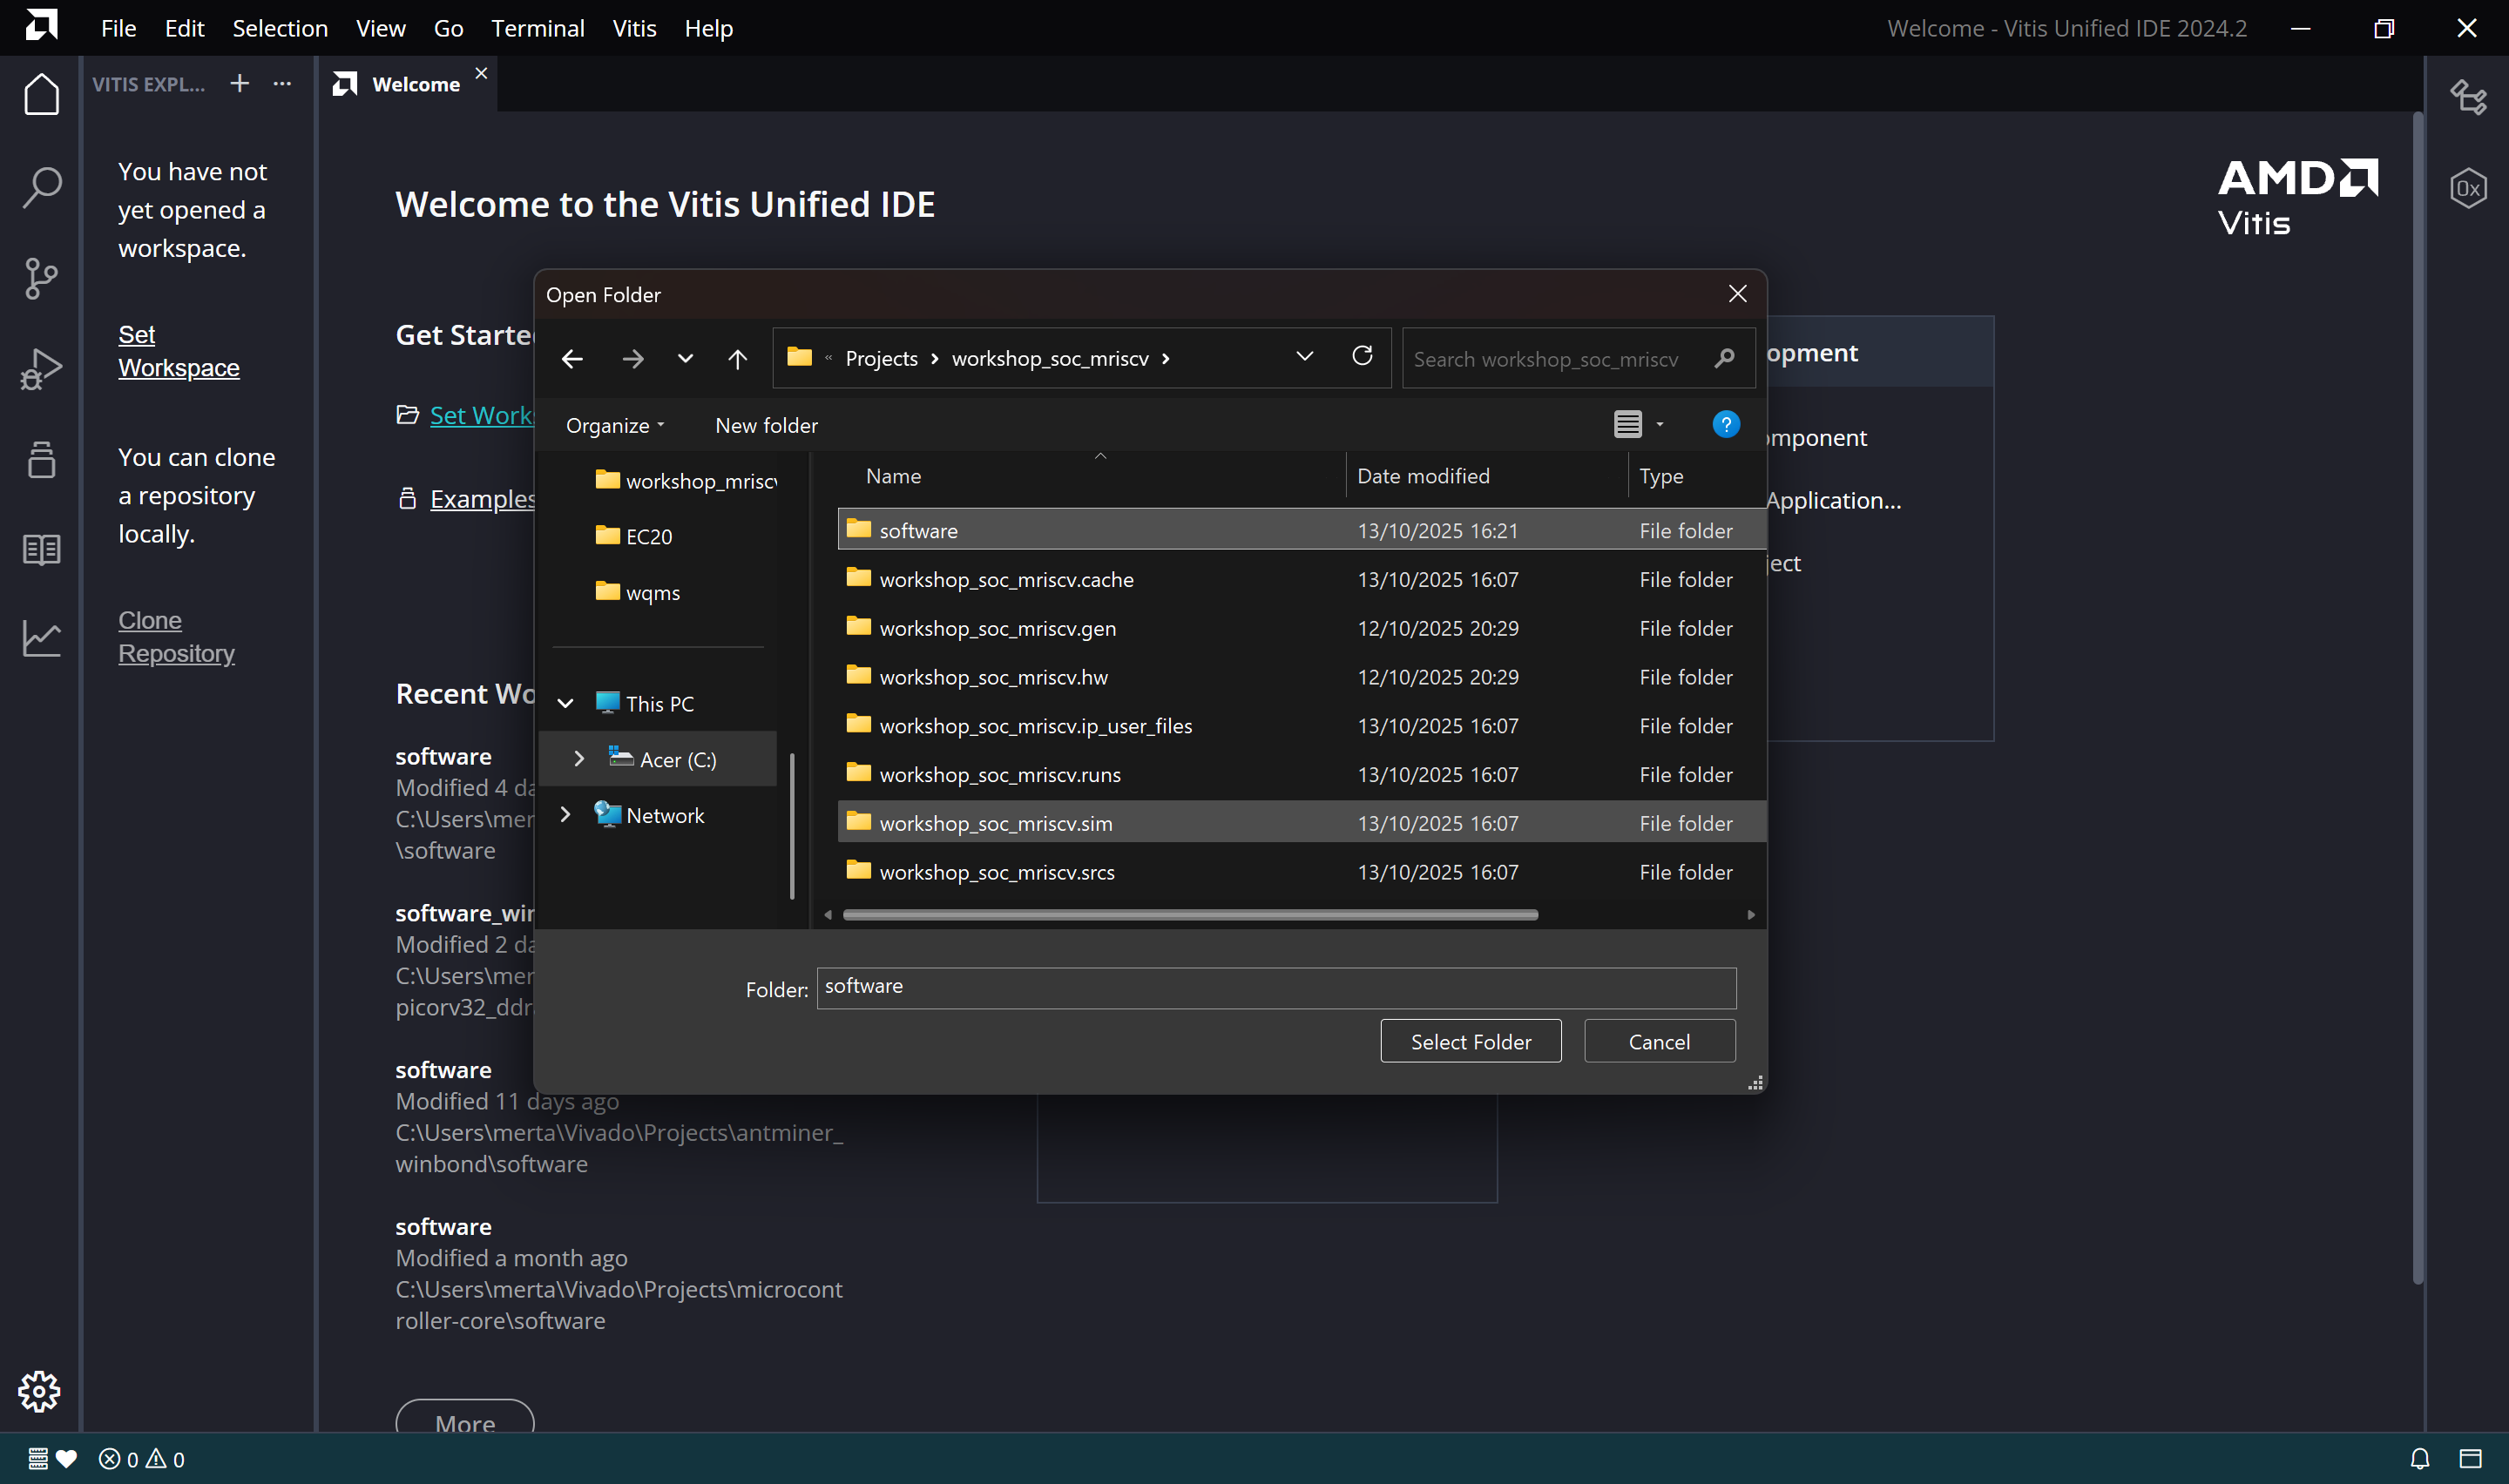 File Edit Selection View Go Terminal Vitis Help
Welcome - Vitis Unified IDE 2024.2
VITIS EXPL...
Welcome
You have not
yet opened a
workspace.
Set
Workspace
You can clone
a repository
locally.
Clone
Repository
Welcome to the Vitis Unified IDE
AMD
Vitis
Get Started
Set Works
Examples
Open Folder
Projects
workshop_soc_mriscv
Search workshop_soc_mriscv
Organize
New folder
workshop_mriscv
EC20
wqms
This PC
Acer (C:)
Network
Name Date modified Type
software 13/10/2025 16:21 File folder
workshop_soc_mriscv.cache 13/10/2025 16:07 File folder
workshop_soc_mriscv.gen 12/10/2025 20:29 File folder
workshop_soc_mriscv.hw 12/10/2025 20:29 File folder
workshop_soc_mriscv.ip_user_files 13/10/2025 16:07 File folder
workshop_soc_mriscv.runs 13/10/2025 16:07 File folder
workshop_soc_mriscv.sim 13/10/2025 16:07 File folder
workshop_soc_mriscv.srcs 13/10/2025 16:07 File folder
Folder: software
Select Folder
Cancel
opment
omponent
Application...
ject
Recent Wo
software
Modified 4 da
C:\Users\mer
\software
software_wir
Modified 2 da
C:\Users\mer
picorv32_ddr
software
Modified 11 days ago
C:\Users\merta\Vivado\Projects\antminer_
winbond\software
software
Modified a month ago
C:\Users\merta\Vivado\Projects\microcont
roller-core\software
More
0x
0 0